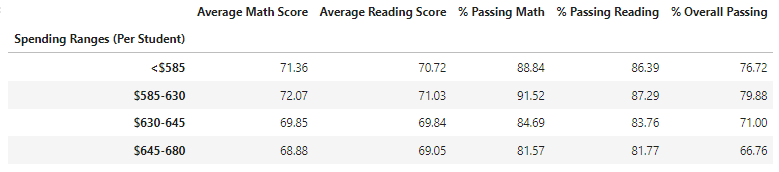 Average Math Score Average Reading Score % Passing Math % Passing Reading % Overall Passing
Spending Ranges (Per Student)
<$585 71.36 70.72 88.84 86.39 76.72
$585-630 72.07 71.03 91.52 87.29 79.88
$630-645 69.85 69.84 84.69 83.76 71.00
$645-680 68.88 69.05 81.57 81.77 66.76